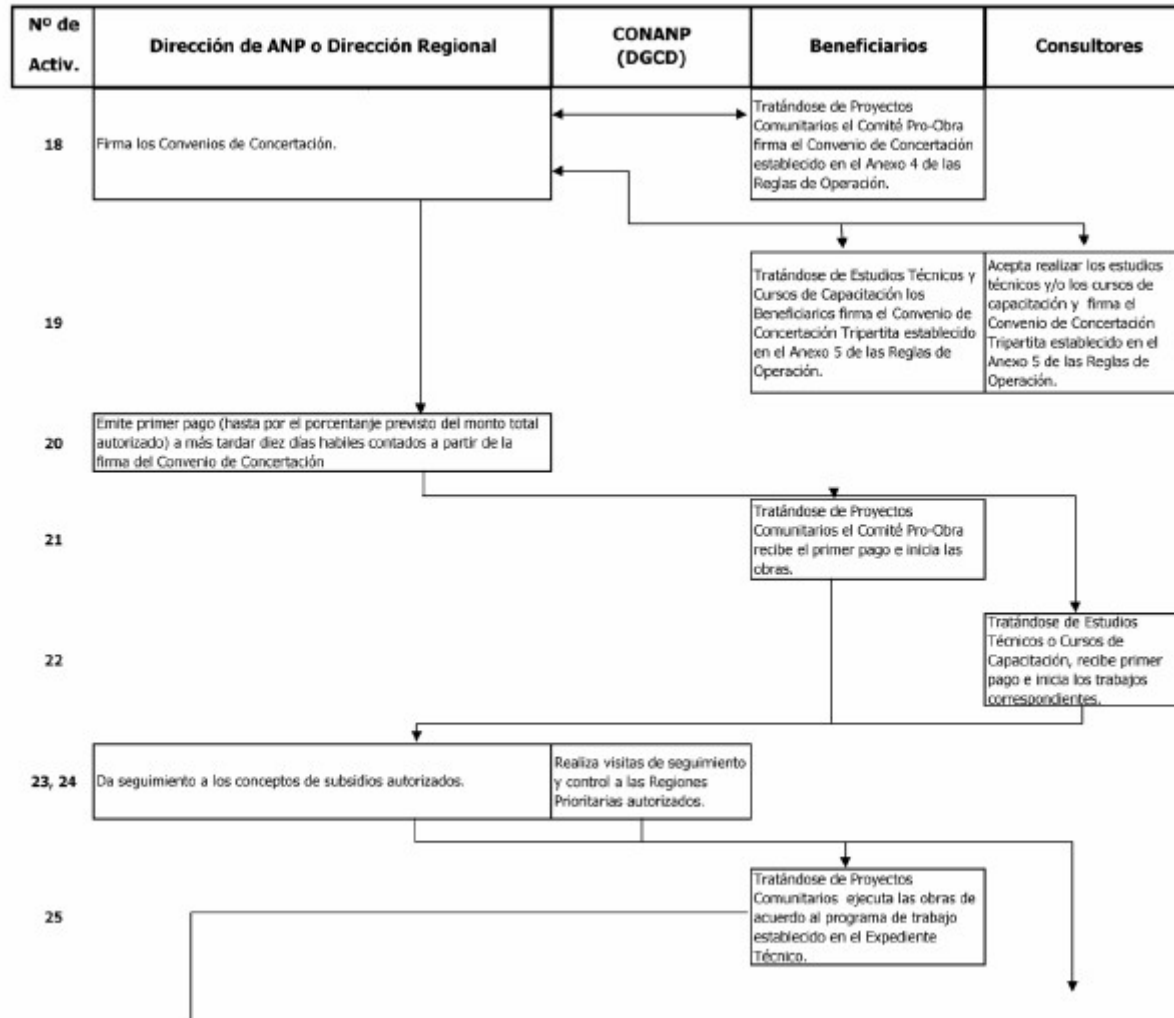 Nº de
Activ.
Dirección de ANP o Dirección Regional
CONANP
(DGCD)
Beneficiarios
Consultores
18
Firma los Convenios de Concertación.
Tratándose de Proyectos
Comunitarios el Comité Pro-Obra
firma el Convenio de Concertación
establecido en el Anexo 4 de las
Reglas de Operación.
19
Tratándose de Estudios Técnicos y
Cursos de Capacitación los
Beneficiarios firma el Convenio de
Concertación Tripartita establecido
en el Anexo 5 de las Reglas de
Operación.
Acepta realizar los estudios
técnicos y/o los cursos de
capacitación y firma el
Convenio de Concertación
Tripartita establecido en el
Anexo 5 de las Reglas de
Operación.
20
Emite primer pago (hasta por el porcentanje previsto del monto total
autorizado) a más tardar diez días habiles contados a partir de la
firma del Convenio de Concertación
21
Tratándose de Proyectos
Comunitarios el Comité Pro-Obra
recibe el primer pago e inicia las
obras.
22
Tratándose de Estudios
Técnicos o Cursos de
Capacitación, recibe primer
pago e inicia los trabajos
correspondientes.
23, 24
Da seguimiento a los conceptos de subsidios autorizados.
Realiza visitas de seguimiento
y control a las Regiones
Prioritarias autorizados.
25
Tratándose de Proyectos
Comunitarios ejecuta las obras de
acuerdo al programa de trabajo
establecido en el Expediente
Técnico.